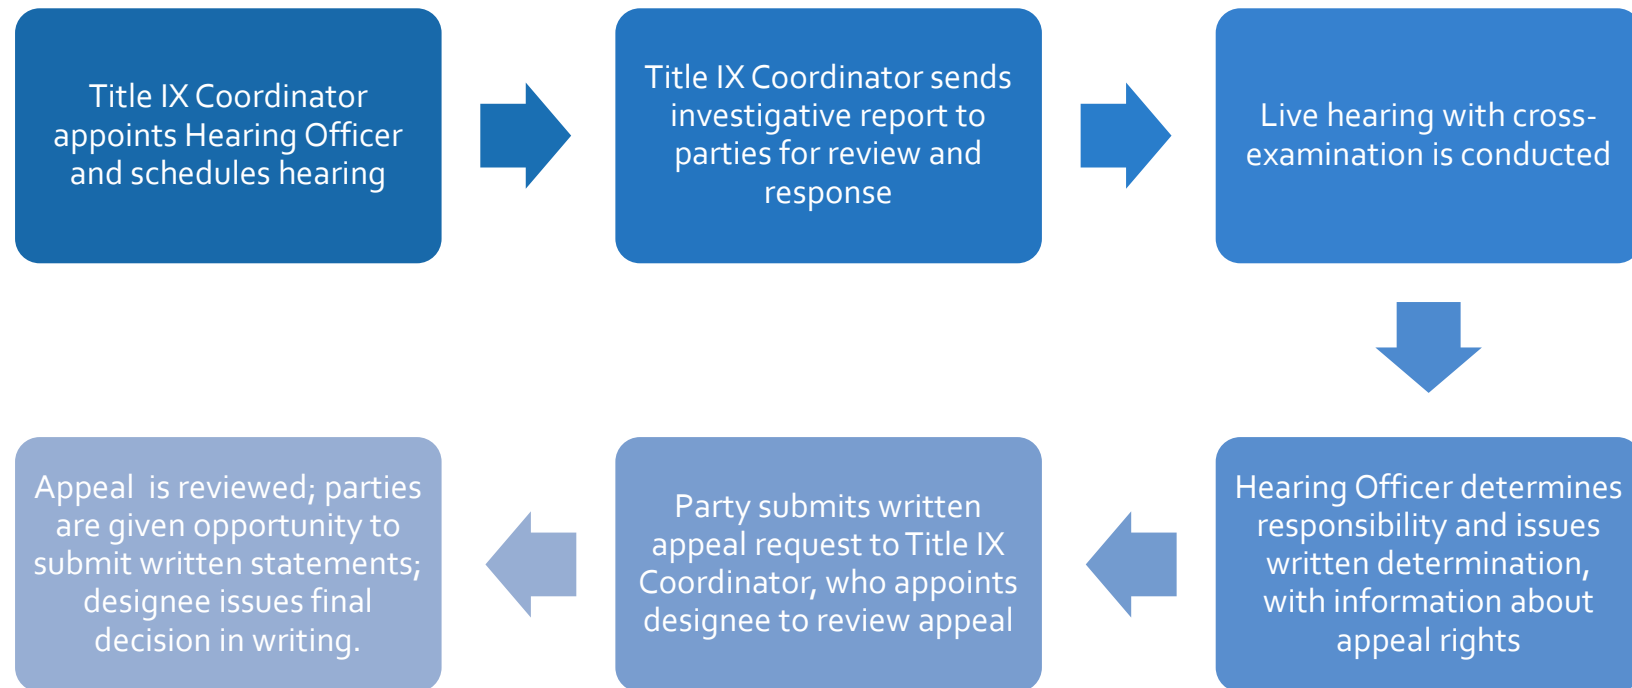 Title IX Coordinator
appoints Hearing Officer
and schedules hearing
Title IX Coordinator sends
investigative report to
parties for review and
response
Live hearing with cross-
examination is conducted
Hearing Officer determines
responsibility and issues
written determination,
with information about
appeal rights
Party submits written
appeal request to Title IX
Coordinator, who appoints
designee to review appeal
Appeal  is reviewed; parties
are given opportunity to
submit written statements;
designee issues final
decision in writing.